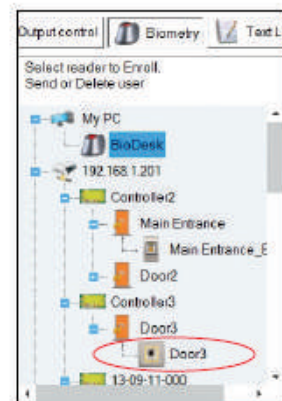 Output control Biometry Text L
Select reader to Enroll.
Send or Delete user
My PC
BioDesk
192.168.1.201
Controller2
Main Entrance
Main Entrance_E
Door2
Controller3
Door3
Door3
13-09-11-000